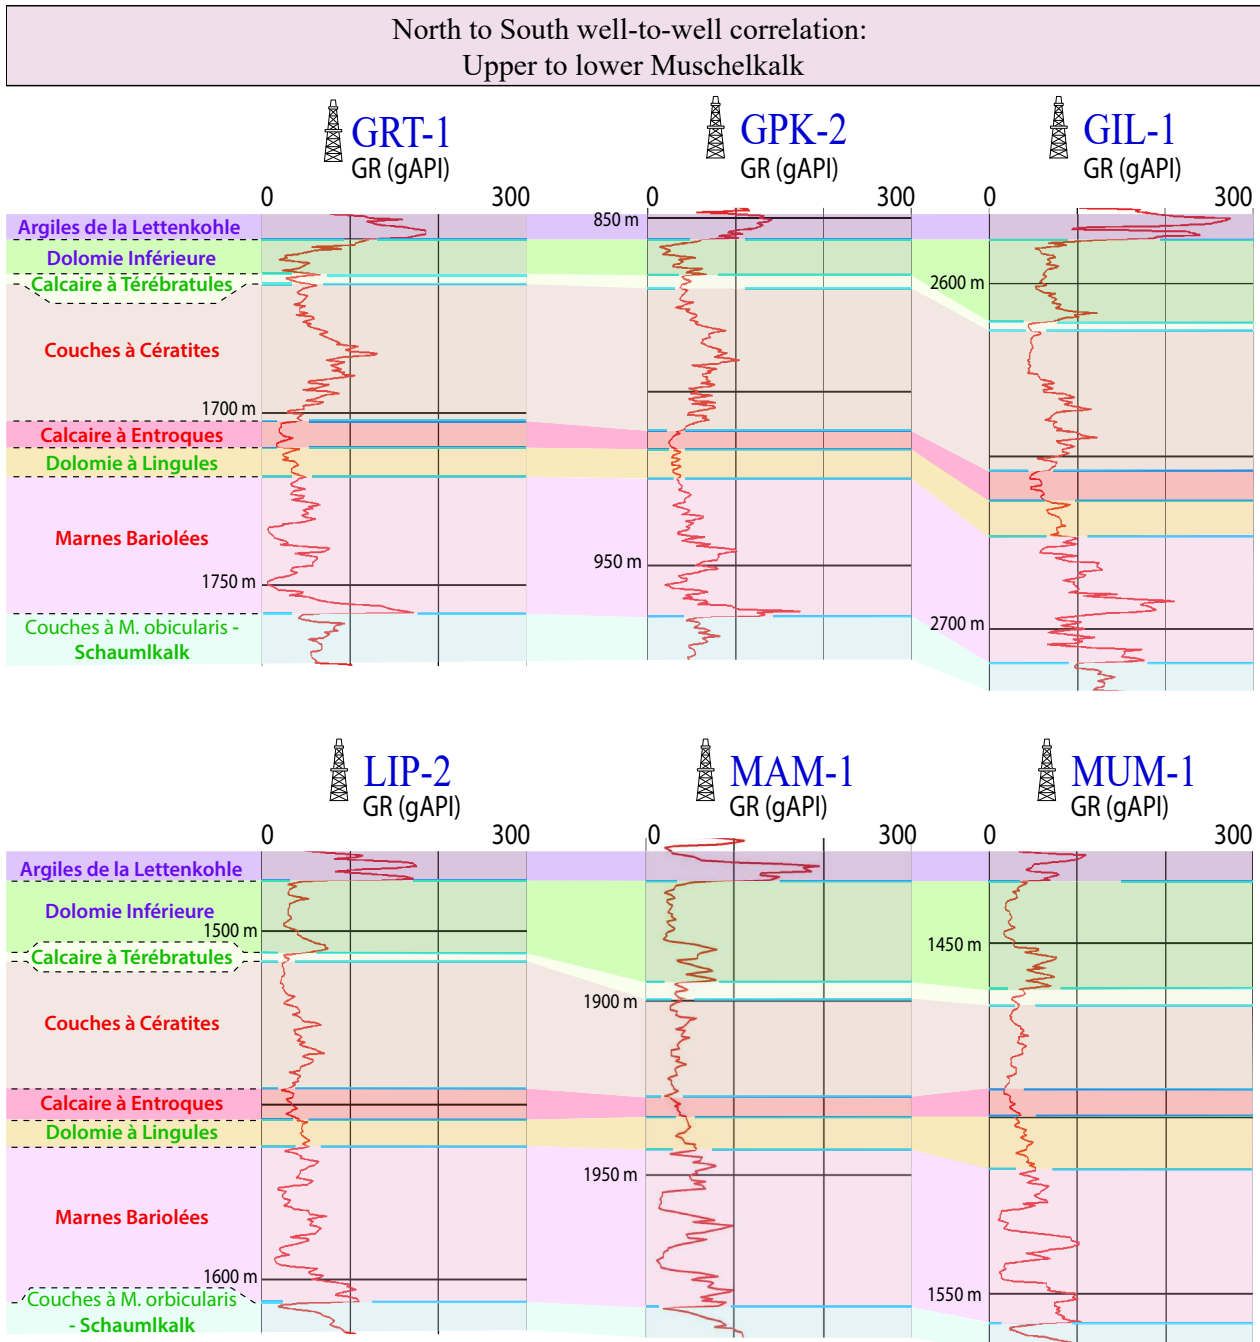 North to South well-to-well correlation:
Upper to lower Muschelkalk
GRT-1
GR (gAPI)
0 300
GPK-2
GR (gAPI)
0 300
GIL-1
GR (gAPI)
0 300
Argiles de la Lettenkohle
Dolomie Inférieure
Calcaire à Térébratules
Couches à Cératites
Calcaire à Entroques
Dolomie à Lingules
Marnes Bariolées
Couches à M. obicularis -
Schaumlkalk
1700 m
1750 m
850 m
950 m
2600 m
2700 m
LIP-2
GR (gAPI)
0 300
MAM-1
GR (gAPI)
0 300
MUM-1
GR (gAPI)
0 300
Argiles de la Lettenkohle
Dolomie Inférieure
Calcaire à Térébratules
Couches à Cératites
Calcaire à Entroques
Dolomie à Lingules
Marnes Bariolées
Couches à M. orbicularis
- Schaumlkalk
1500 m
1600 m
1900 m
1950 m
1450 m
1550 m